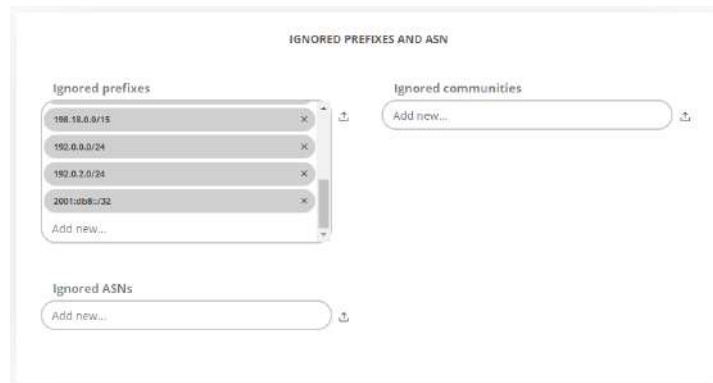 IGNORED PREFIXES AND ASN
Ignored prefixes
198.18.0.0/15
192.0.0.0/24
192.0.2.0/24
2001:db8::/32
Add new...
Ignored communities
Add new...
Ignored ASNs
Add new...